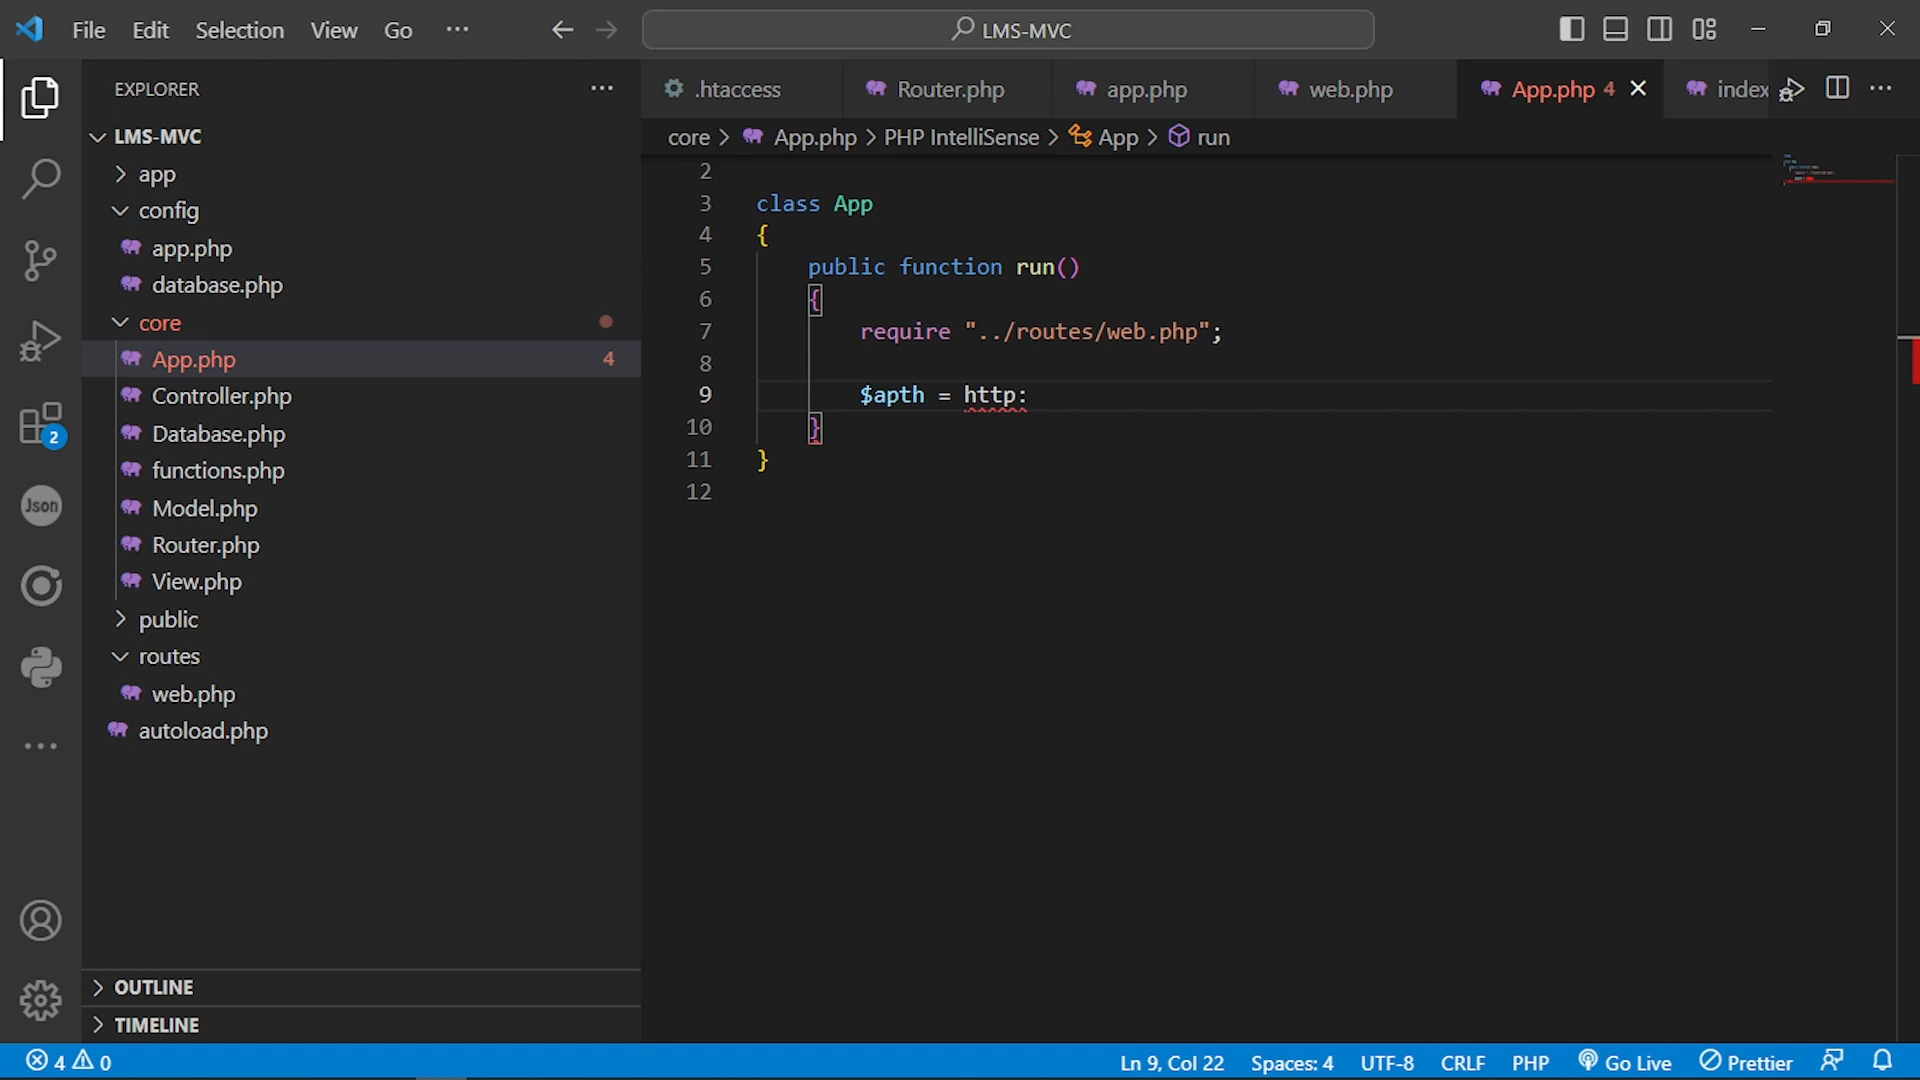 File Edit Selection View Go ···
LMS-MVC
EXPLORER
LMS-MVC
app
config
app.php
database.php
core
App.php 4
Controller.php
Database.php
functions.php
Model.php
Router.php
View.php
public
routes
web.php
autoload.php
OUTLINE
TIMELINE
2
Json
.htaccess Router.php app.php web.php App.php 4 index
core > App.php > PHP IntelliSense > App > run
2
3 class App
4 {
5 public function run()
6 {
7 require "../routes/web.php";
8
9 $apth = http:
10 }
11 }
12
4 0 Ln 9, Col 22 Spaces: 4 UTF-8 CRLF PHP Go Live Prettier